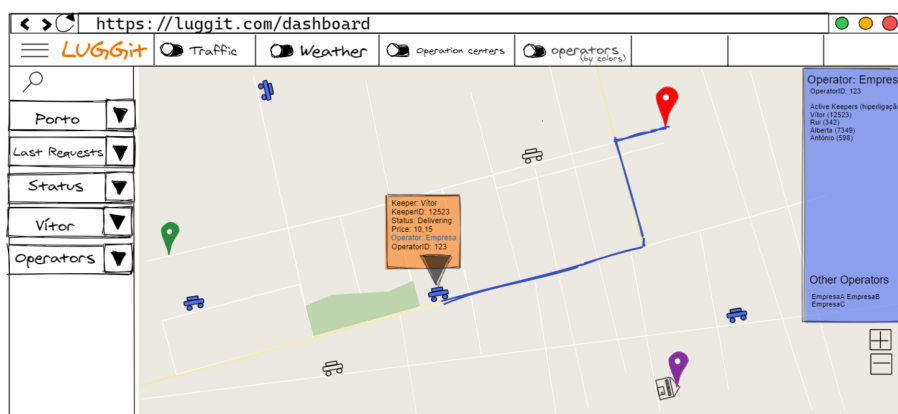 https://luggit.com/dashboard
LUGGit
Traffic
Weather
Operation centers
operators
(by colors)
Porto
Last Requests
Status
Vítor
Operators
Keeper: Vítor
KeeperID: 12523
Status: Delivering
Price: 10,15
Operator: Empresa
OperatorID: 123
Operator: Empres
OperatorID: 123
Active Keepers (hiperligação
Vítor (12523)
Rui (342)
Alberta (7349)
António (598)
Other Operators
EmpresaA EmpresaB
EmpresaC